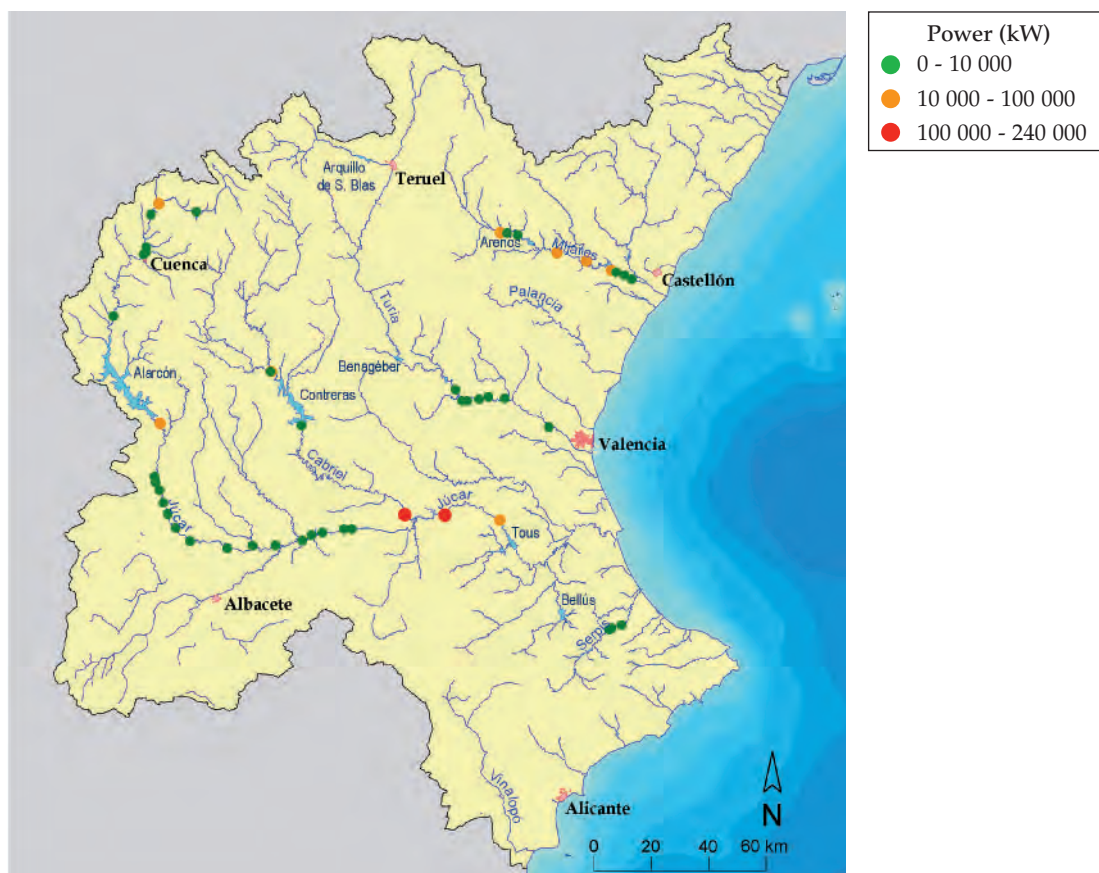 Power (kW)
0 - 10 000
10 000 - 100 000
100 000 - 240 000
Arquillo
de S. Blas
Teruel
Arenos
Mijares
Cuenca
Castellón
Palancia
Turia
Benagéber
Alarcón
Contreras
Valencia
Cabriel
Júcar
Júcar
Tous
Albacete
Bellús
Serpis
Vinalopo
Alicante
N
0 20 40 60 km